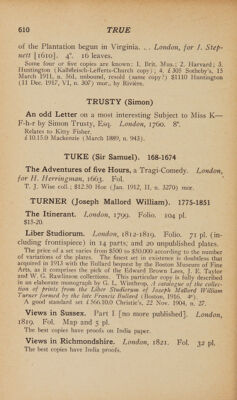 610 TRUE
of the Plantation begun in Virginia. . . London, for J. Step-
nett [1610]. 4°. 16 leaves.
Some four or five copies are known: 1, Brit. Mus.; 2, Harvard; 3,
Huntington (Kalbfleisch-Lefferts-Church copy); 4, £305 Sotheby's, 15
March 1911, n. 561, unbound, resold (same copy?) $1110 Huntington
(11 Dec. 1917, VI, n. 307) mor., by Rivière.
TRUSTY (Simon)
An odd Letter on a most interesting Subject to Miss K—
F-h-r by Simon Trusty, Esq. London, 1760. 8°.
Relates to Kitty Fisher.
£10.15.0 Mackenzie (March 1889, n. 943).
TUKE (Sir Samuel). 168-1674
The Adventures of five Hours, a Tragi-Comedy. London,
for H. Herringman, 1663. Fol.
T. J. Wise coll.; $12.50 Hoe (Jan. 1912, II, n. 3270) mor.
TURNER (Joseph Mallord William). 1775-1851
The Itinerant. London, 1799. Folio. 104 pl.
$15-20.
Liber Studiorum. London, 1812-1819. Folio. 71 pl. (in-
cluding frontispiece) in 14 parts, and 20 unpublished plates.
The price of a set varies from $500 to $50.000 according to the number
of variations of the plates. The finest set in existence is doubtless that
acquired in 1913 with the Bullard bequest by the Boston Museum of Fine
Arts, as it comprises the pick of the Edward Brown Lees, J. E. Taylor
and W. G. Rawlinson collections. This particular copy is fully described
in an elaborate monograph by G. L. Winthrop, A catalogue of the collec-
tion of prints from the Liber Studiorum of Joseph Mallord William
Turner formed by the late Francis Bullard (Boston, 1916. 4°).
A good standard set £566.10.0 Christie's, 22 Nov. 1904, n. 27.
Views in Sussex. Part I [no more published]. London,
1819. Fol. Map and 5 pl.
The best copies have proofs on India paper.
Views in Richmondshire. London, 1821. Fol. 32 pl.
The best copies have India proofs.